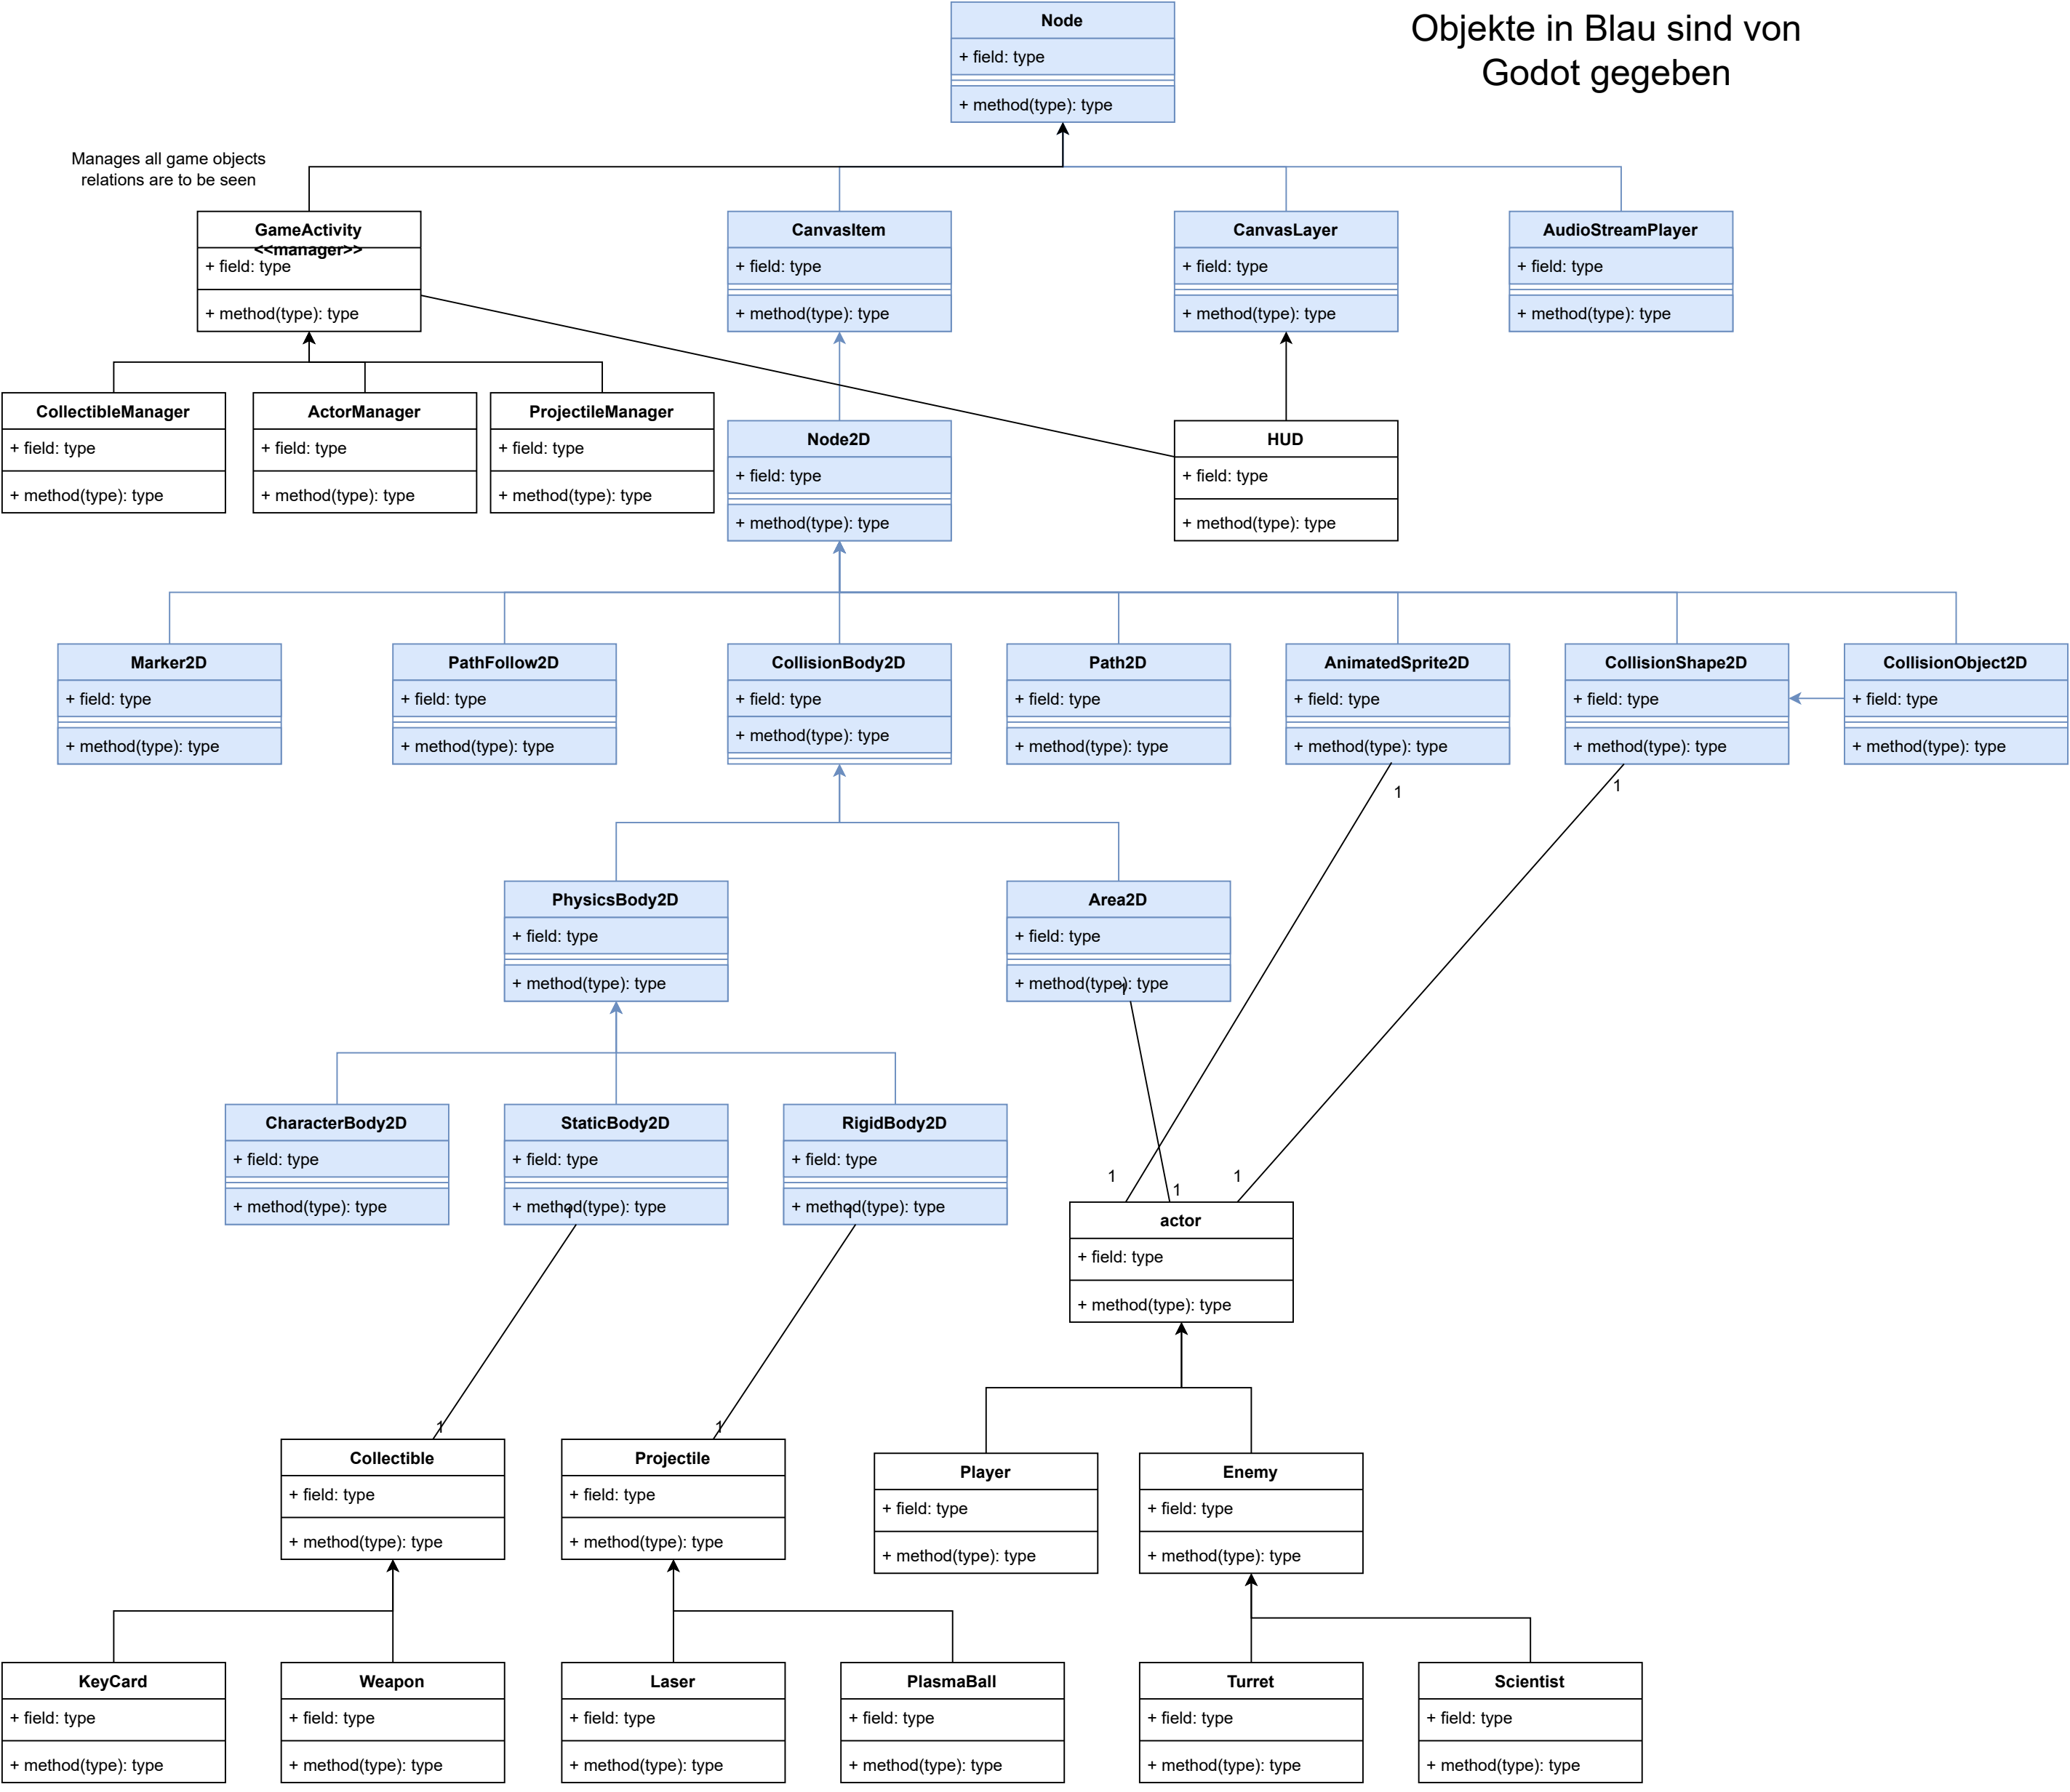 Node
+ field: type
+ method(type): type
Objekte in Blau sind von
Godot gegeben
Manages all game objects
relations are to be seen
GameActivity
<<manager>>
+ field: type
+ method(type): type
CanvasItem
+ field: type
+ method(type): type
CanvasLayer
+ field: type
+ method(type): type
AudioStreamPlayer
+ field: type
+ method(type): type
CollectibleManager
+ field: type
+ method(type): type
ActorManager
+ field: type
+ method(type): type
ProjectileManager
+ field: type
+ method(type): type
Node2D
+ field: type
+ method(type): type
HUD
+ field: type
+ method(type): type
Marker2D
+ field: type
+ method(type): type
PathFollow2D
+ field: type
+ method(type): type
CollisionBody2D
+ field: type
+ method(type): type
Path2D
+ field: type
+ method(type): type
AnimatedSprite2D
+ field: type
+ method(type): type
1
CollisionShape2D
+ field: type
+ method(type): type
1
CollisionObject2D
+ field: type
+ method(type): type
PhysicsBody2D
+ field: type
+ method(type): type
Area2D
+ field: type
+ method(type): type
1
CharacterBody2D
+ field: type
+ method(type): type
StaticBody2D
+ field: type
+ method(type): type
1
RigidBody2D
+ field: type
+ method(type): type
1
1
1
1
actor
+ field: type
+ method(type): type
1
Collectible
+ field: type
+ method(type): type
1
Projectile
+ field: type
+ method(type): type
Player
+ field: type
+ method(type): type
Enemy
+ field: type
+ method(type): type
KeyCard
+ field: type
+ method(type): type
Weapon
+ field: type
+ method(type): type
Laser
+ field: type
+ method(type): type
PlasmaBall
+ field: type
+ method(type): type
Turret
+ field: type
+ method(type): type
Scientist
+ field: type
+ method(type): type